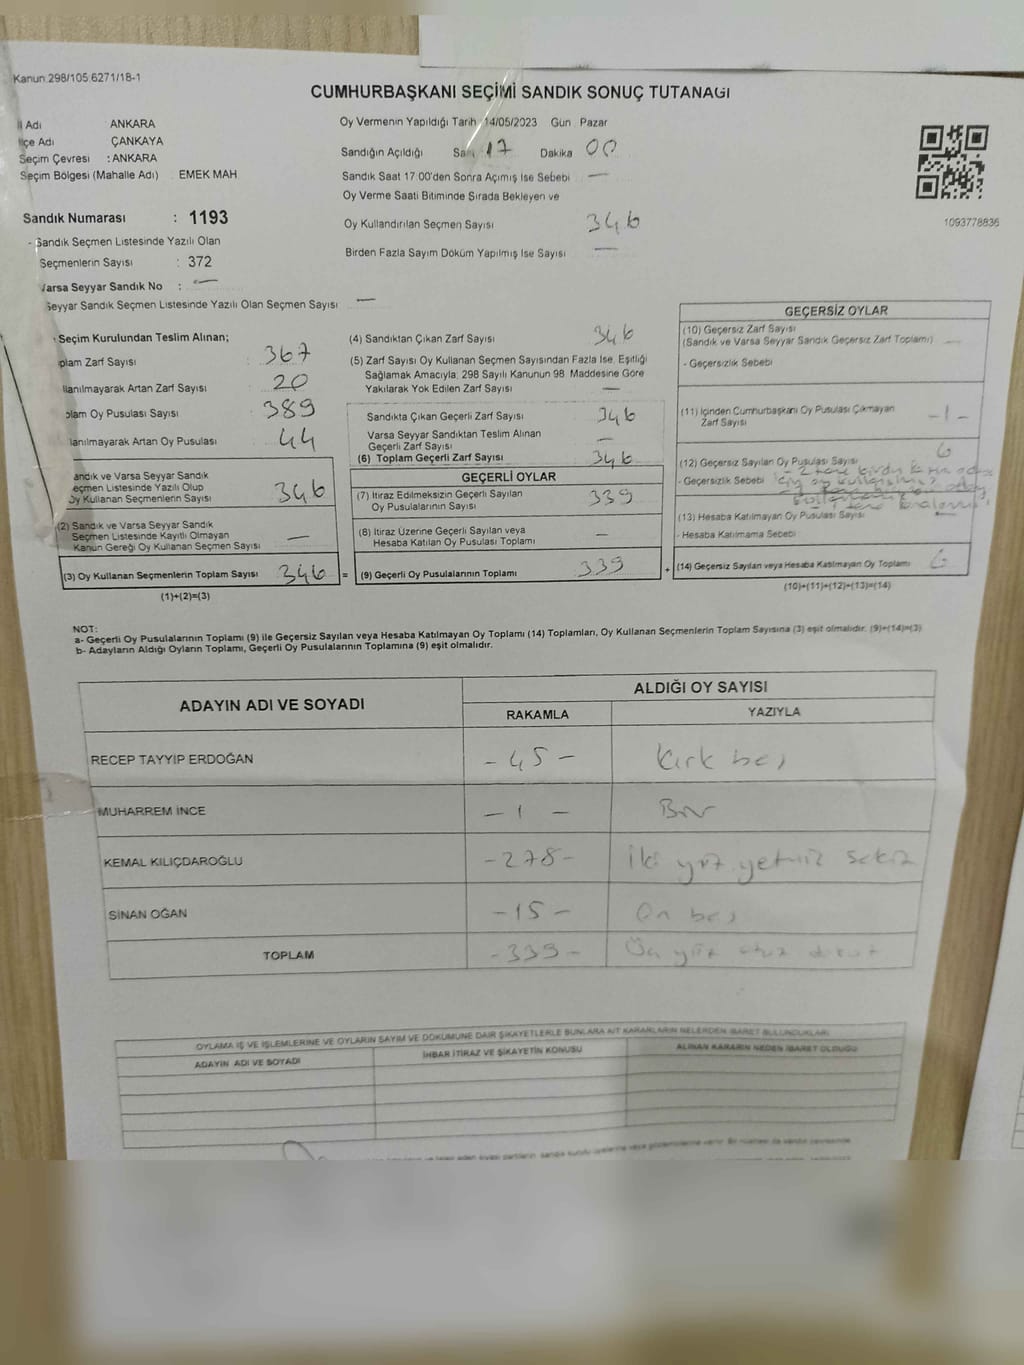 Kanun:298/105,6271/18-1
CUMHURBAŞKANI SEÇİMİ SANDIK SONUÇ TUTANAĞI
İl Adı ANKARA
İlçe Adı ÇANKAYA
Seçim Çevresi : ANKARA
Seçim Bölgesi (Mahalle Adı) EMEK MAH
Sandık Numarası : 1193
- Sandık Seçmen Listesinde Yazılı Olan
Seçmenlerin Sayısı : 372
Varsa Seyyar Sandık No : —
Seyyar Sandık Seçmen Listesinde Yazılı Olan Seçmen Sayısı —
Oy Vermenin Yapıldığı Tarih 14/05/2023 Gün Pazar
Sandığın Açıldığı Saat 17 Dakika 00
Sandık Saat 17:00'den Sonra Açımış İse Sebebi —
Oy Verme Saati Bitiminde Sırada Bekleyen ve
Oy Kullandırılan Seçmen Sayısı 346
Birden Fazla Sayım Döküm Yapılmış İse Sayısı —
1093778836
Seçim Kurulundan Teslim Alınan;
plam Zarf Sayısı 367
llanılmayarak Artan Zarf Sayısı 20
plam Oy Pusulası Sayısı 389
lanılmayarak Artan Oy Pusulası 44
andık ve Varsa Seyyar Sandık
eçmen Listesinde Yazılı Olup
Oy Kullanan Seçmenlerin Sayısı 346
(2) Sandık ve Varsa Seyyar Sandık
Seçmen Listesinde Kayıtlı Olmayan
Kanun Gereği Oy Kullanan Seçmen Sayısı —
(3) Oy Kullanan Seçmenlerin Toplam Sayısı 346 =
(1)+(2)=(3)
(4) Sandıktan Çıkan Zarf Sayısı 346
(5) Zarf Sayısı Oy Kullanan Seçmen Sayısından Fazla İse, Eşitliği
Sağlamak Amacıyla, 298 Sayılı Kanunun 98. Maddesine Göre
Yakılarak Yok Edilen Zarf Sayısı —
Sandıkta Çıkan Geçerli Zarf Sayısı 346
Varsa Seyyar Sandıktan Teslim Alınan
Geçerli Zarf Sayısı —
(6) Toplam Geçerli Zarf Sayısı 346
GEÇERLİ OYLAR
(7) İtiraz Edilmeksizin Geçerli Sayılan
Oy Pusulalarının Sayısı 339
(8) İtiraz Üzerine Geçerli Sayılan veya
Hesaba Katılan Oy Pusulası Toplamı —
(9) Geçerli Oy Pusulalarının Toplamı 339 +
GEÇERSİZ OYLAR
(10) Geçersiz Zarf Sayısı
(Sandık ve Varsa Seyyar Sandık Geçersiz Zarf Toplamı) —
- Geçersizlik Sebebi
(11) İçinden Cumhurbaşkanı Oy Pusulası Çıkmayan
Zarf Sayısı -1-
(12) Geçersiz Sayılan Oy Pusulası Sayısı 6
- Geçersizlik Sebebi - 2 tane
için oy
(13) Hesaba Katılmayan Oy Pusulası Sayısı —
- Hesaba Katılmama Sebebi
(14) Geçersiz Sayılan veya Hesaba Katılmayan Oy Toplamı 6
(10)+(11)+(12)+(13)=(14)
NOT:
a- Geçerli Oy Pusulalarının Toplamı (9) ile Geçersiz Sayılan veya Hesaba Katılmayan Oy Toplamı (14) Toplamları, Oy Kullanan Seçmenlerin Toplam Sayısına (3) eşit olmalıdır. (9)+(14)=(3)
b- Adayların Aldığı Oyların Toplamı, Geçerli Oy Pusulalarının Toplamına (9) eşit olmalıdır.
ADAYIN ADI VE SOYADI ALDIĞI OY SAYISI
RAKAMLA YAZIYLA
RECEP TAYYİP ERDOĞAN - 45 - Kırk beş
MUHARREM İNCE - 1 - Bir
KEMAL KILIÇDAROĞLU -278- İki yüz yetmiz sekiz
SİNAN OĞAN -15- On beş
TOPLAM -339- Üç yüz otuz dokuz
OYLAMA İŞ VE İŞLEMLERİNE VE OYLARIN SAYIM VE DÖKÜMÜNE DAİR ŞİKAYETLERLE BUNLARA AİT KARARLARIN NELERDEN İBARET BULUNDUKLARI
ADAYIN ADI VE SOYADI İHBAR İTİRAZ VE ŞİKAYETİN KONUSU ALINAN KARARIN NEDEN İBARET OLDUĞU